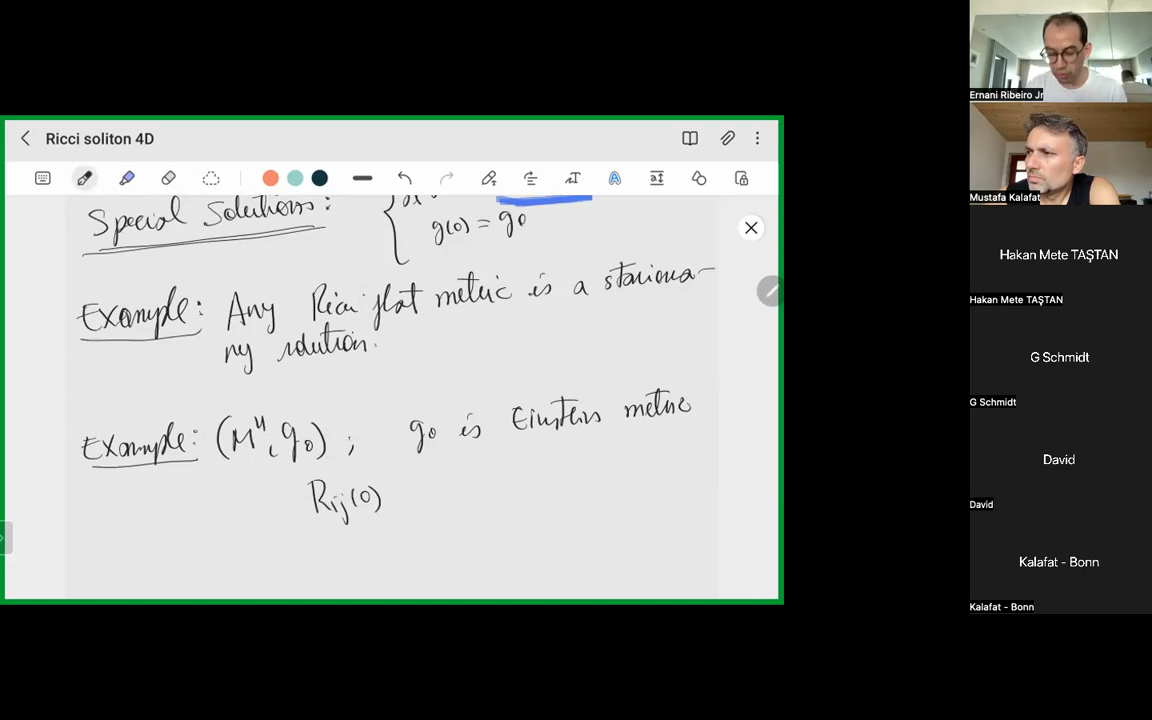 Ricci soliton 4D
Special Solutions:
g(0) = g0
Example: Any Ricci flat metric is a stationa-
ry solution.
Example: (M⁴, g0) ; g0 is Einstein metric
Rij(0)
Ernani Ribeiro Jr
Mustafa Kalafat
Hakan Mete TAŞTAN
Hakan Mete TAŞTAN
G Schmidt
G Schmidt
David
David
Kalafat - Bonn
Kalafat - Bonn